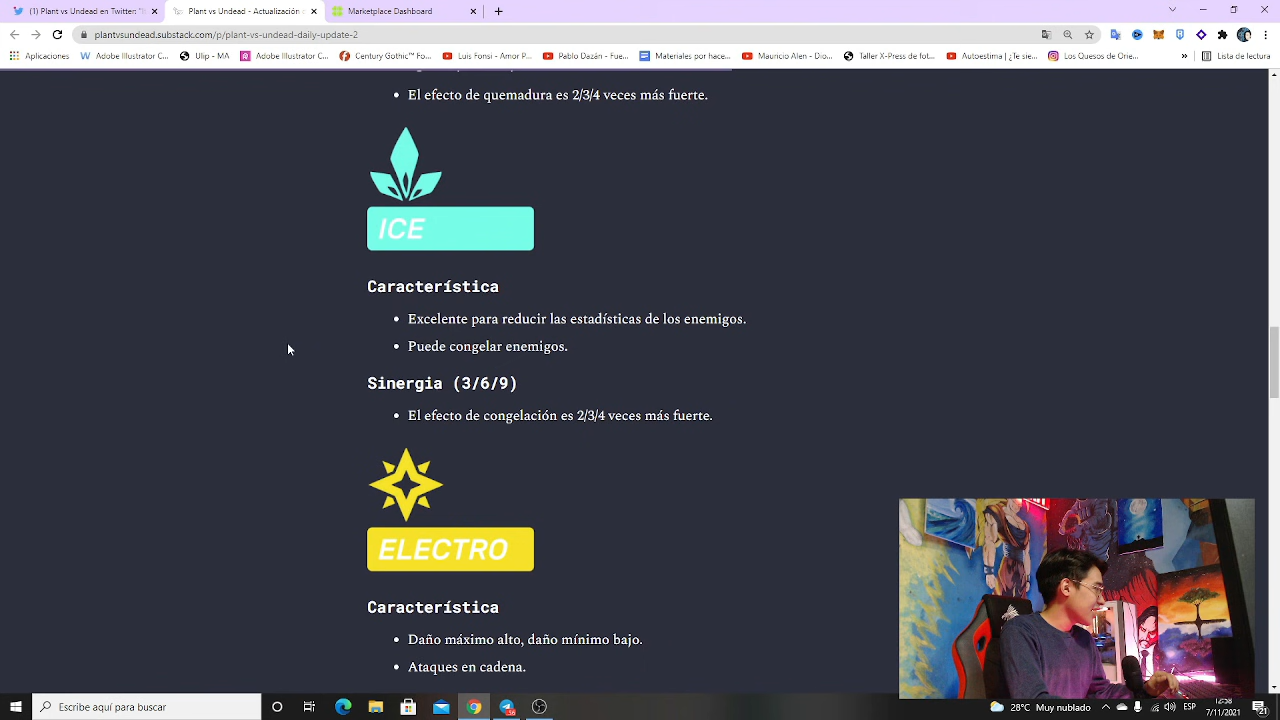 (1) Plant vs Undead en Twitter: "I
Plant vs Undead - Actualización
Marketplace Dashboard
plantvsundead.substack.com/p/plant-vs-undead-daily-update-2
Aplicaciones
Adobe Illustrator C...
Ulip – MA
Adobe Illustrator C...
Century Gothic™ Fo...
Luis Fonsi - Amor P...
Pablo Dazán - Fue...
Materiales por hace...
Mauricio Alen - Dio...
Taller X-Press de fot...
Autoestima | ¿Te sie...
Los Quesos de One...
»
Lista de lectura
• El efecto de quemadura es 2/3/4 veces más fuerte.
ICE
Característica
• Excelente para reducir las estadísticas de los enemigos.
• Puede congelar enemigos.
Sinergia (3/6/9)
• El efecto de congelación es 2/3/4 veces más fuerte.
ELECTRO
Característica
• Daño máximo alto, daño mínimo bajo.
• Ataques en cadena.
Escribe aquí para buscar
28°C Muy nublado
ESP
12:58
7/11/2021